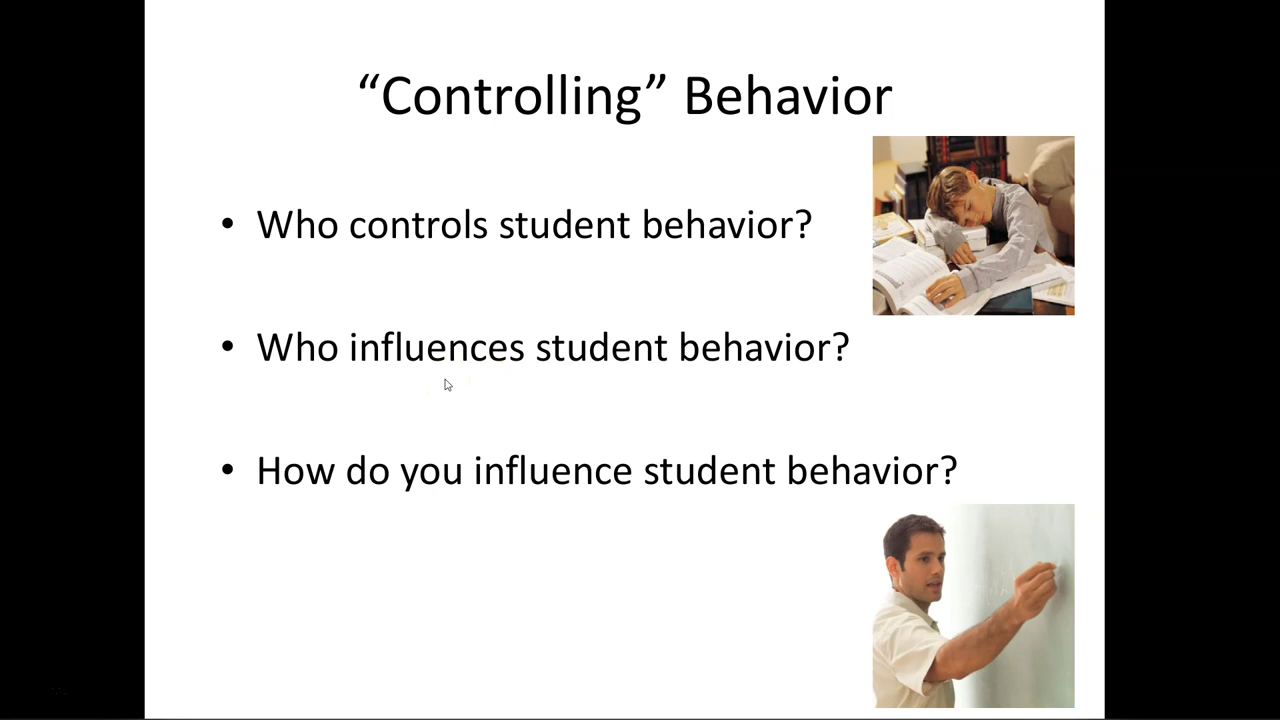 “Controlling” Behavior
• Who controls student behavior?
• Who influences student behavior?
• How do you influence student behavior?